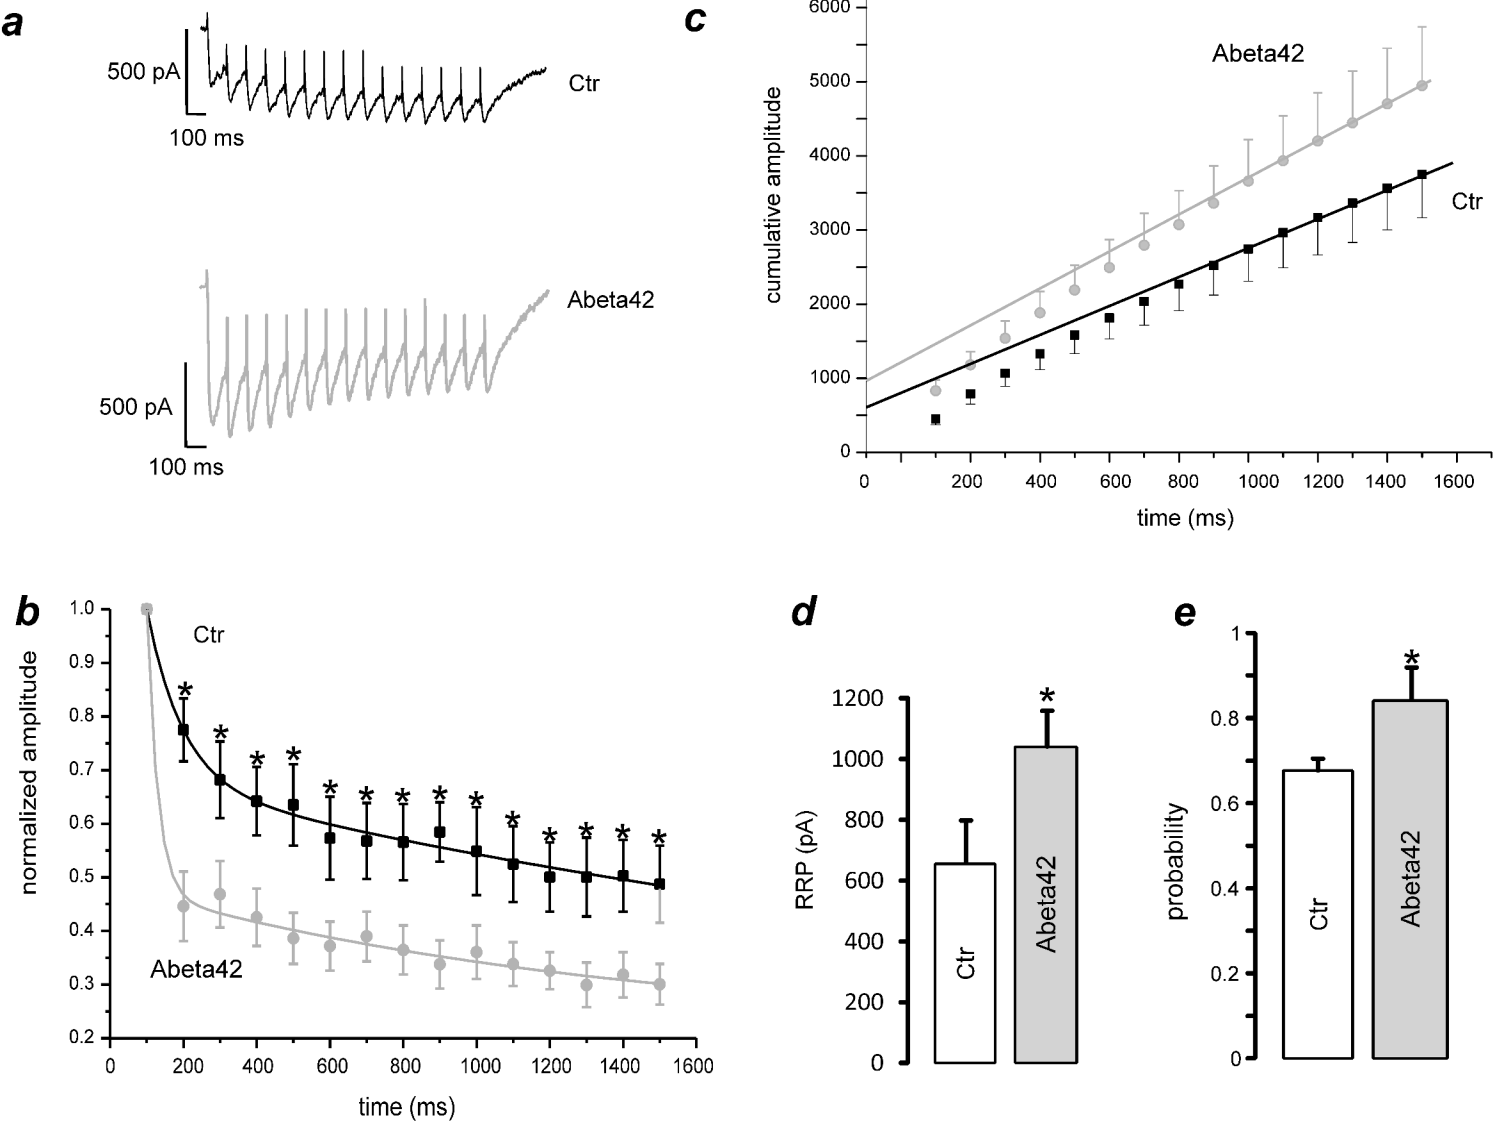 a
500 pA
100 ms
Ctr
500 pA
100 ms
Abeta42
c
cumulative amplitude
6000
5000
4000
3000
2000
1000
0
Abeta42
Ctr
0 200 400 600 800 1000 1200 1400 1600
time (ms)
b
normalized amplitude
1.0
0.9
0.8
0.7
0.6
0.5
0.4
0.3
0.2
Ctr
* * * * * * * * * * * * * *
Abeta42
0 200 400 600 800 1000 1200 1400 1600
time (ms)
d
RRP (pA)
1200
1000
800
600
400
200
0
*
Ctr
Abeta42
e
probability
1
0.8
0.6
0.4
0.2
0
*
Ctr
Abeta42